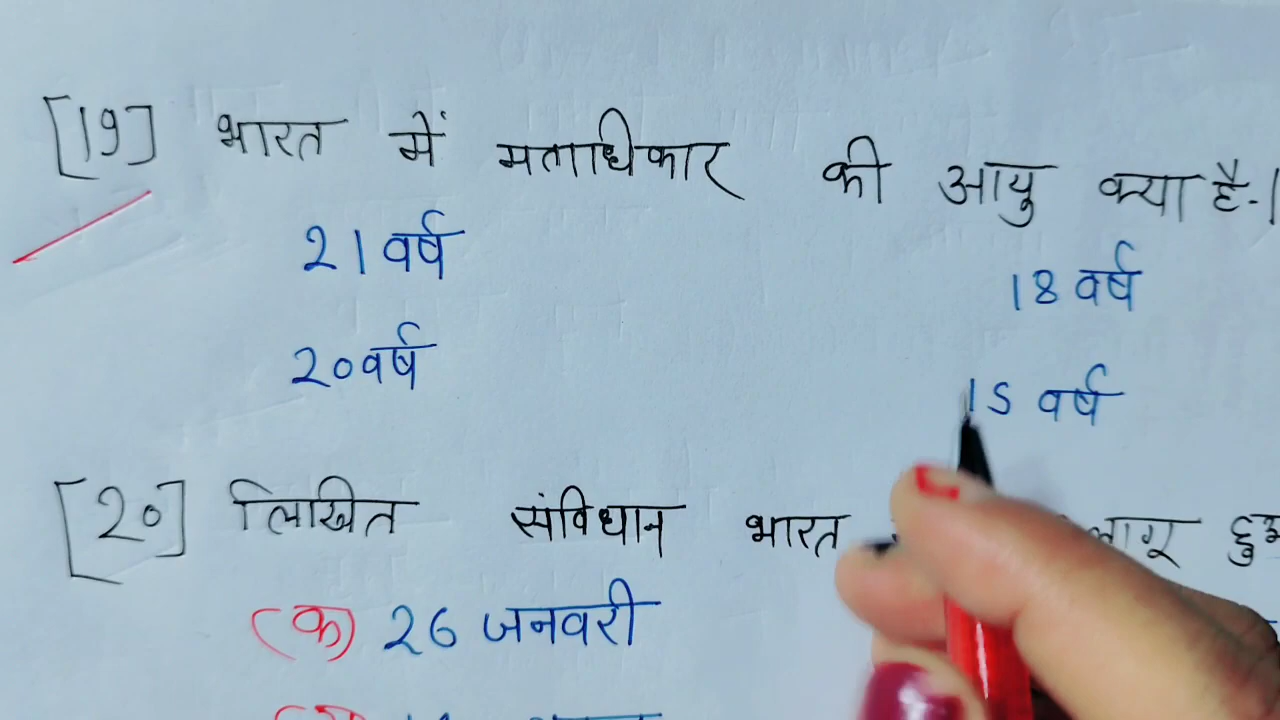 [19] भारत में मताधिकार की आयु क्या है-।
21 वर्ष 18 वर्ष
20 वर्ष 15 वर्ष
[20] लिखित संविधान भारत लागू
(क) 26 जनवरी